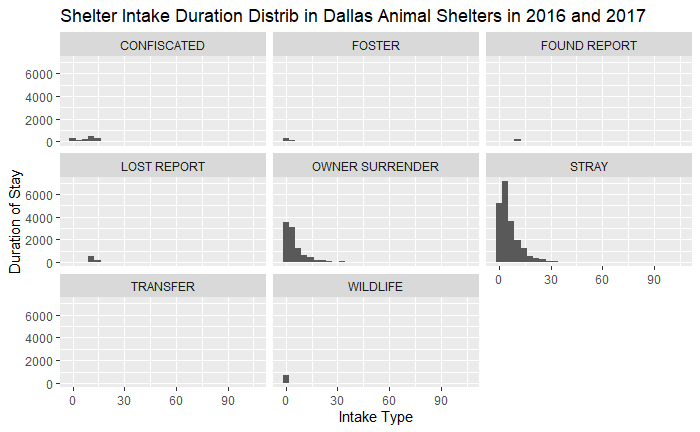 Shelter Intake Duration Distrib in Dallas Animal Shelters in 2016 and 2017
CONFISCATED FOSTER FOUND REPORT
6000
4000
2000
0
LOST REPORT OWNER SURRENDER STRAY
6000
4000
2000
0
0 30 60 90
TRANSFER WILDLIFE
6000
4000
2000
0
0 30 60 90 0 30 60 90
Duration of Stay
Intake Type